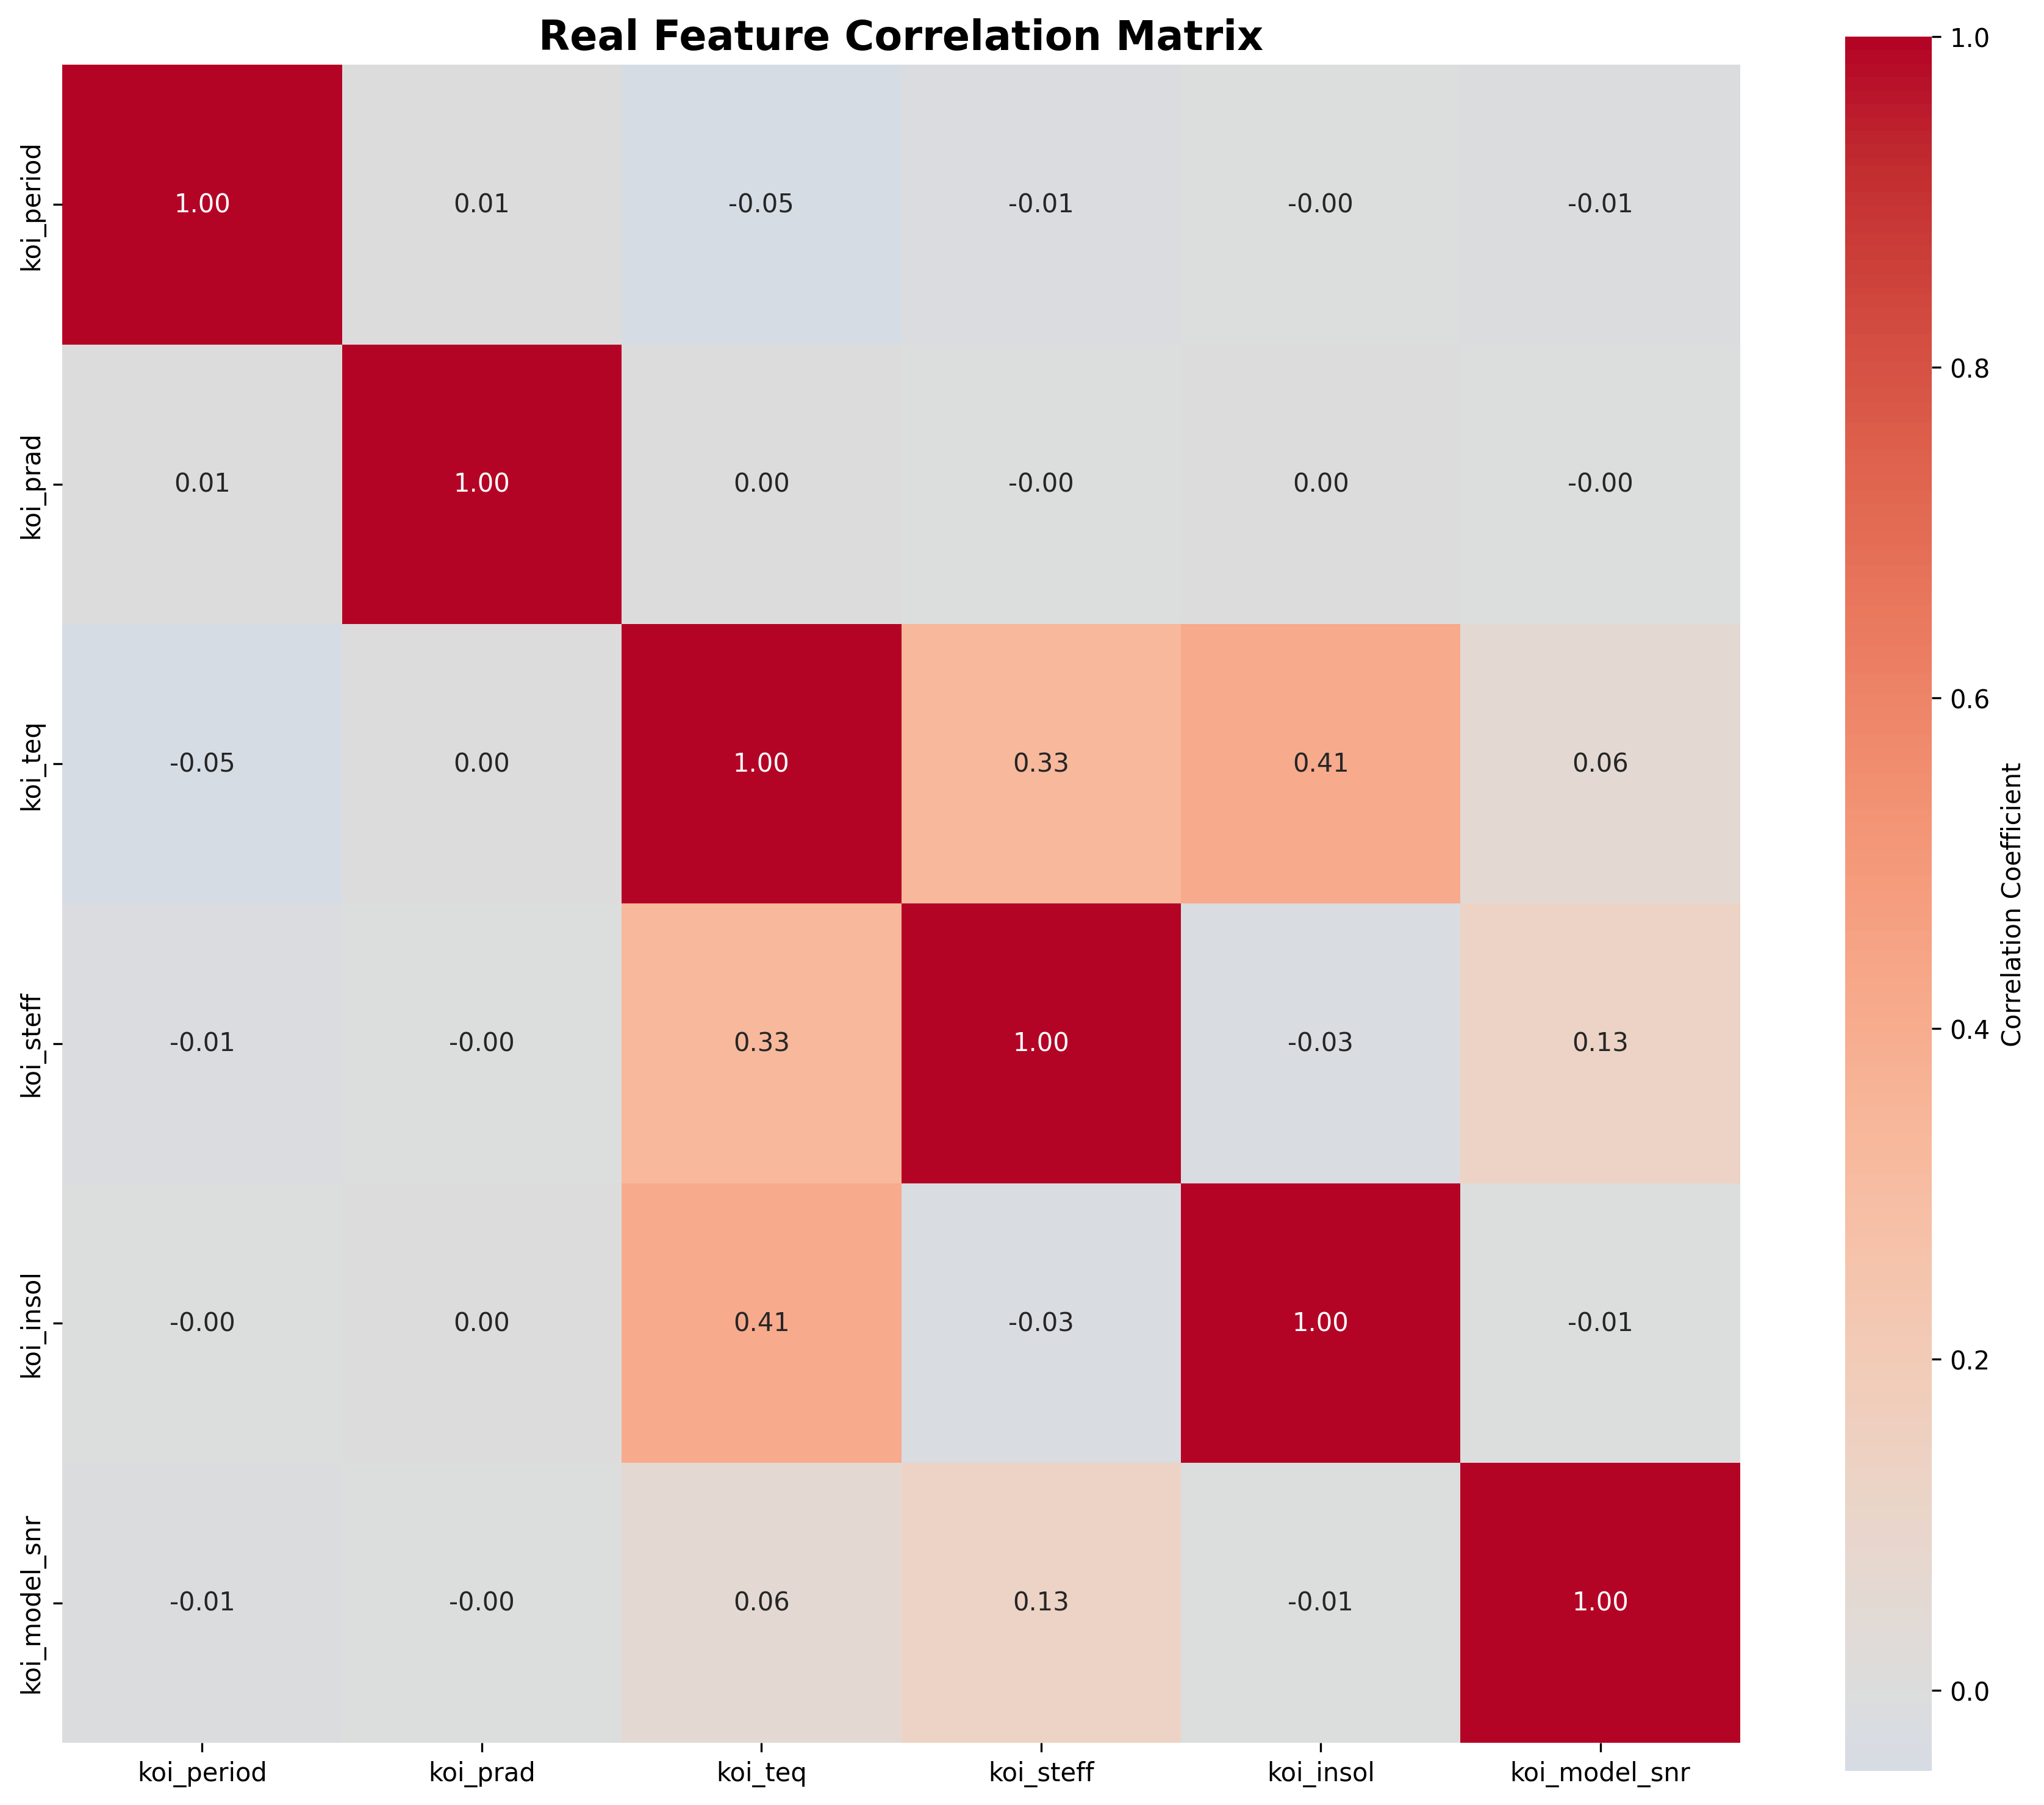 Real Feature Correlation Matrix
koi_period 1.00 0.01 -0.05 -0.01 -0.00 -0.01
koi_prad 0.01 1.00 0.00 -0.00 0.00 -0.00
koi_teq -0.05 0.00 1.00 0.33 0.41 0.06
koi_steff -0.01 -0.00 0.33 1.00 -0.03 0.13
koi_insol -0.00 0.00 0.41 -0.03 1.00 -0.01
koi_model_snr -0.01 -0.00 0.06 0.13 -0.01 1.00
koi_period koi_prad koi_teq koi_steff koi_insol koi_model_snr
1.0
0.8
0.6
0.4
0.2
0.0
Correlation Coefficient